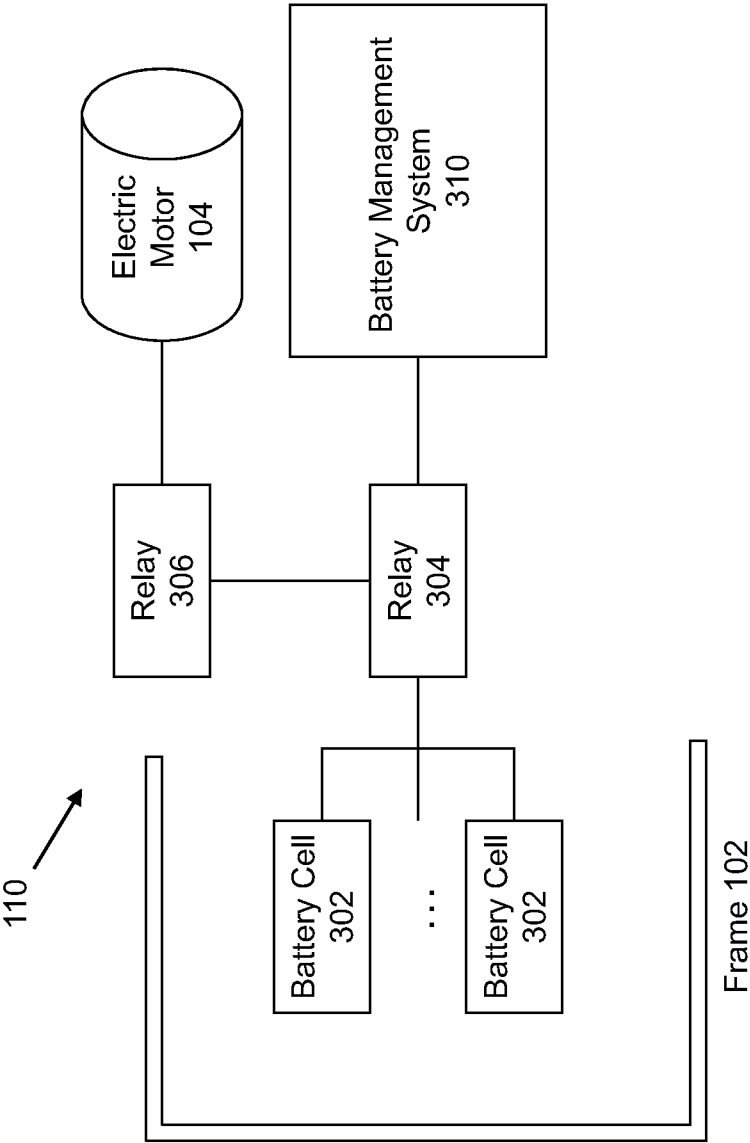 110
Frame 102
Battery Cell
302
...
Battery Cell
302
Relay
306
Relay
304
Electric
Motor
104
Battery Management
System
310